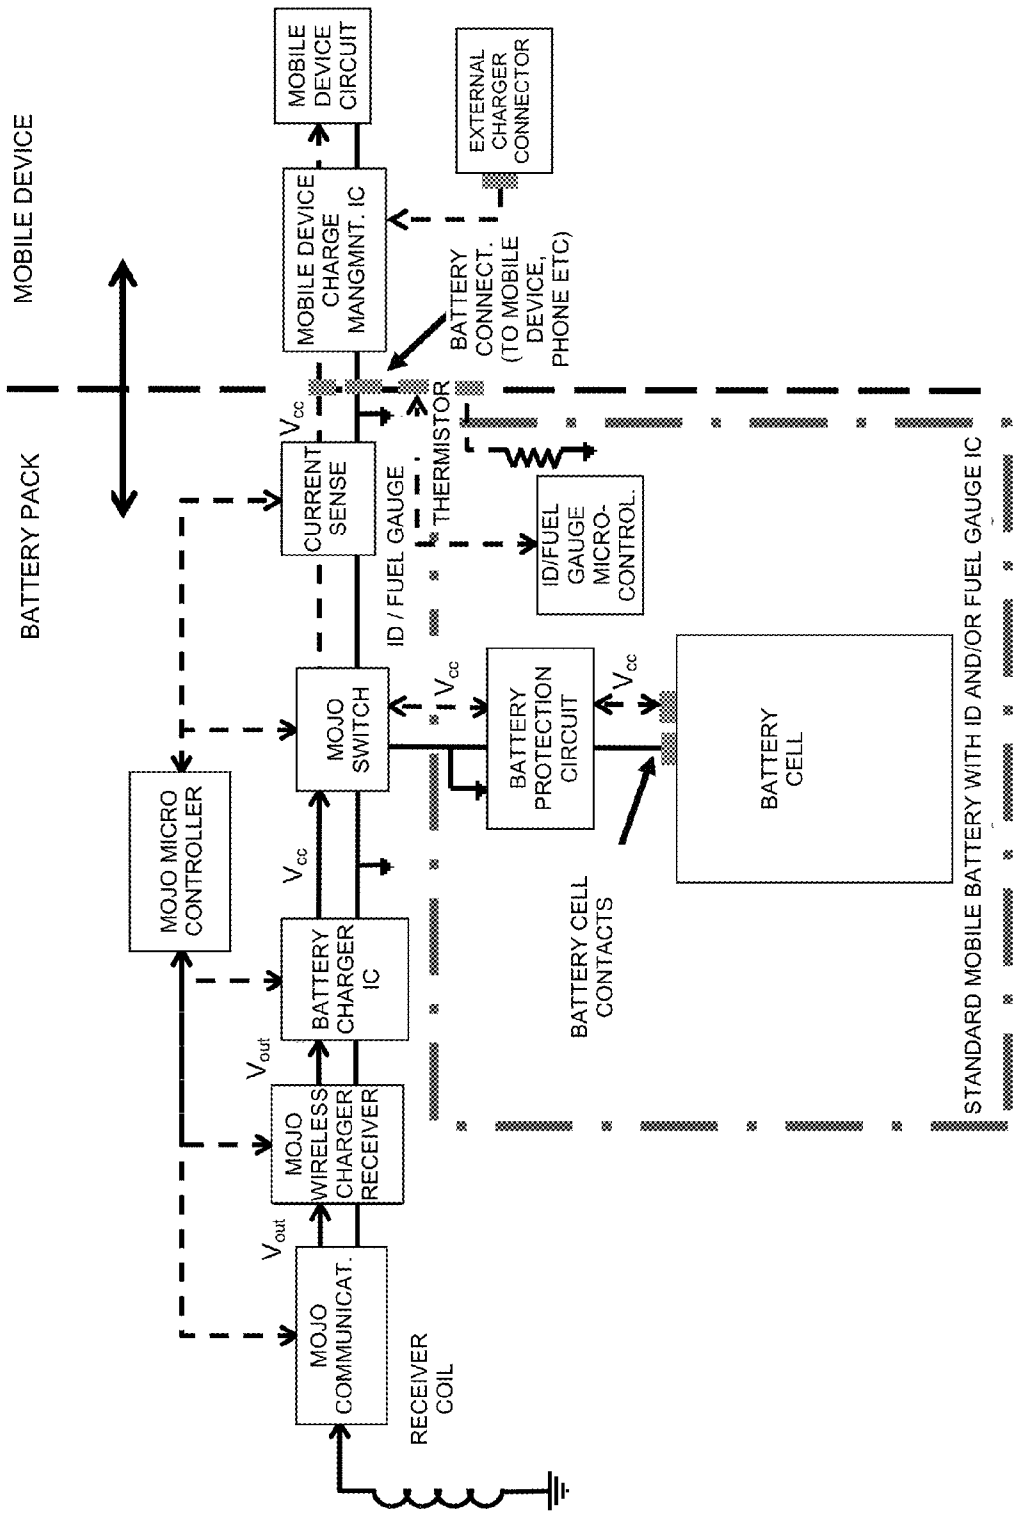 BATTERY PACK
MOBILE DEVICE
MOJO MICRO
CONTROLLER
RECEIVER
COIL
MOJO
COMMUNICAT.
Vout
MOJO
WIRELESS
CHARGER
RECEIVER
Vout
BATTERY
CHARGER
IC
Vcc
MOJO
SWITCH
CURRENT
SENSE
Vcc
MOBILE DEVICE
CHARGE
MANGMNT. IC
MOBILE
DEVICE
CIRCUIT
ID / FUEL GAUGE
THERMISTOR
BATTERY
CONNECT.
(TO MOBILE
DEVICE,
PHONE ETC)
EXTERNAL
CHARGER
CONNECTOR
Vcc
BATTERY
PROTECTION
CIRCUIT
Vcc
ID/FUEL
GAUGE
MICRO-
CONTROL.
BATTERY CELL
CONTACTS
BATTERY
CELL
STANDARD MOBILE BATTERY WITH ID AND/OR FUEL GAUGE IC